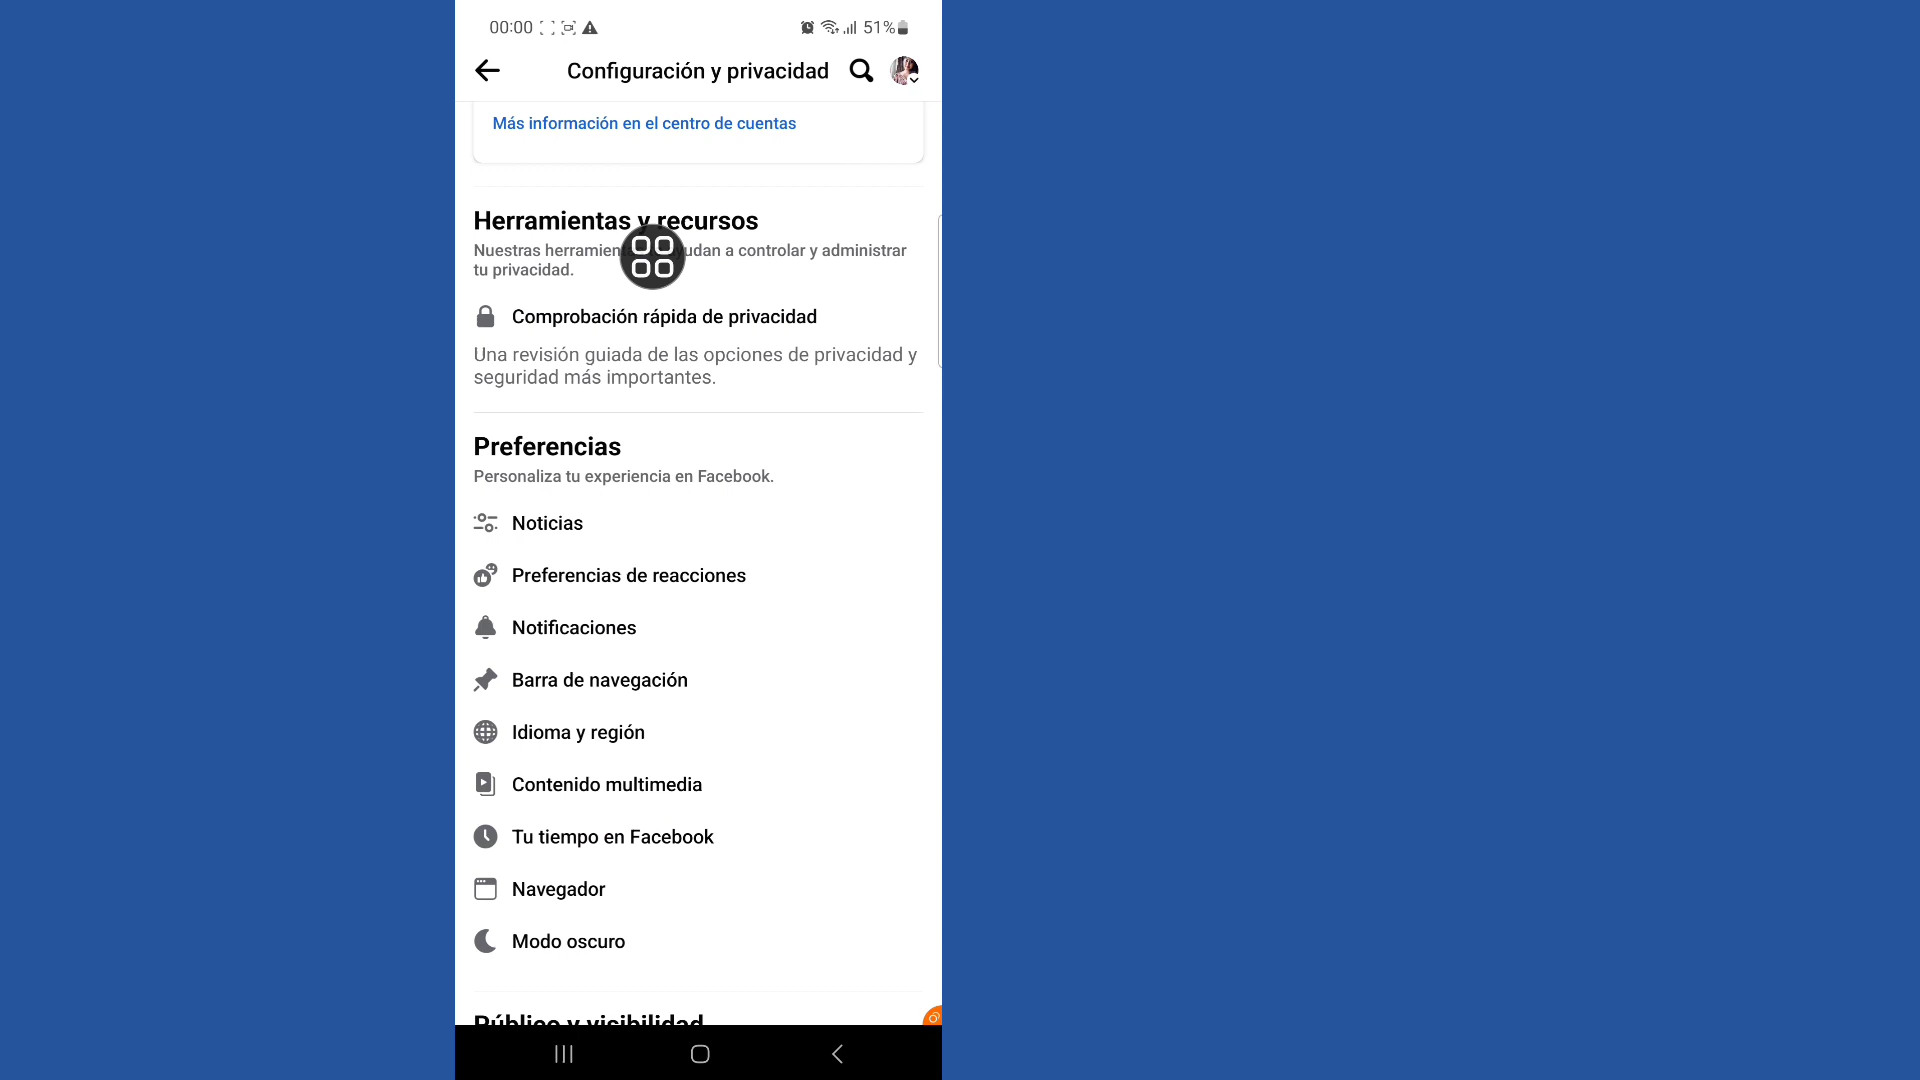 00:00 51%
Configuración y privacidad
Más información en el centro de cuentas
Herramientas y recursos
Nuestras udan a controlar y administrar
tu privacidad.
Comprobación rápida de privacidad
Una revisión guiada de las opciones de privacidad y
seguridad más importantes.
Preferencias
Personaliza tu experiencia en Facebook.
Noticias
Preferencias de reacciones
Notificaciones
Barra de navegación
Idioma y región
Contenido multimedia
Tu tiempo en Facebook
Navegador
Modo oscuro
Público y visibilidad